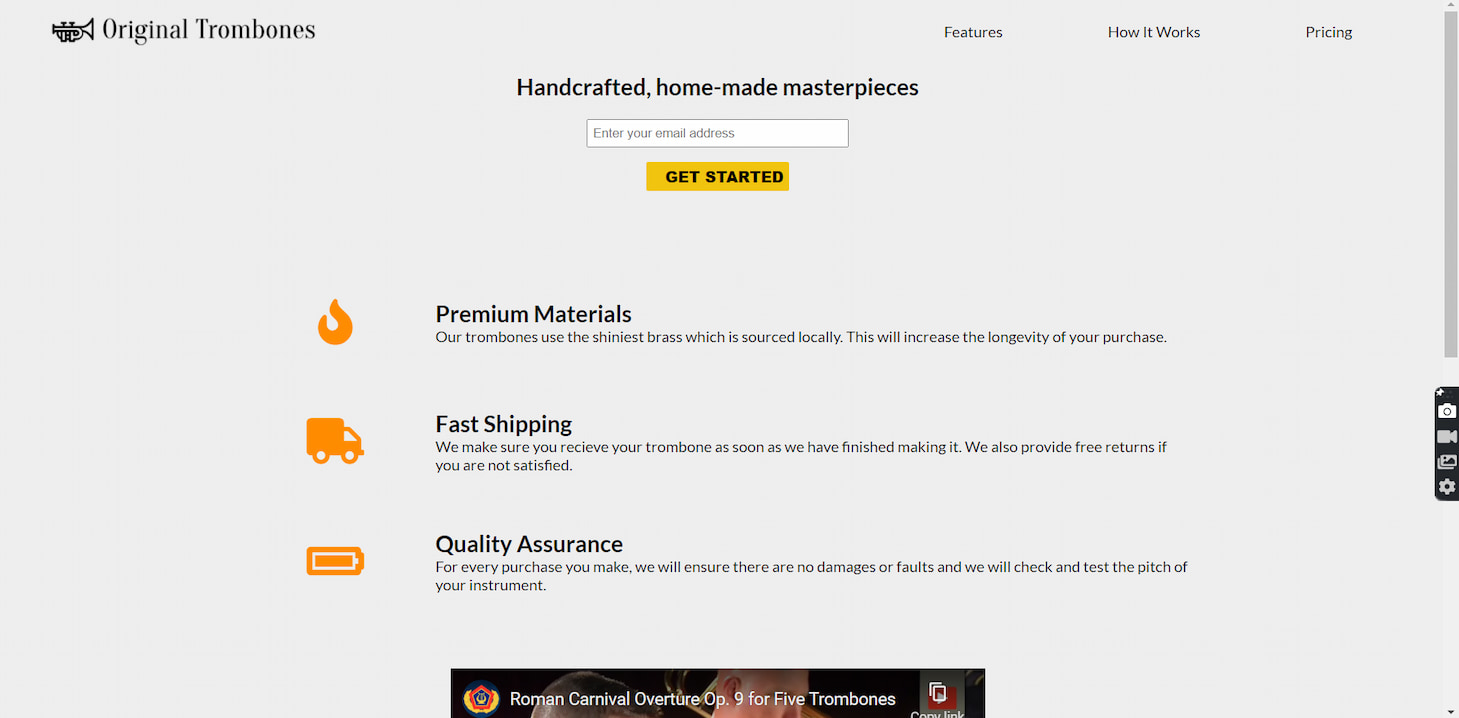 Original Trombones
Features
How It Works
Pricing
Handcrafted, home-made masterpieces
Enter your email address
GET STARTED
Premium Materials
Our trombones use the shiniest brass which is sourced locally. This will increase the longevity of your purchase.
Fast Shipping
We make sure you recieve your trombone as soon as we have finished making it. We also provide free returns if
you are not satisfied.
Quality Assurance
For every purchase you make, we will ensure there are no damages or faults and we will check and test the pitch of
your instrument.
Roman Carnival Overture Op. 9 for Five Trombones
Copy link